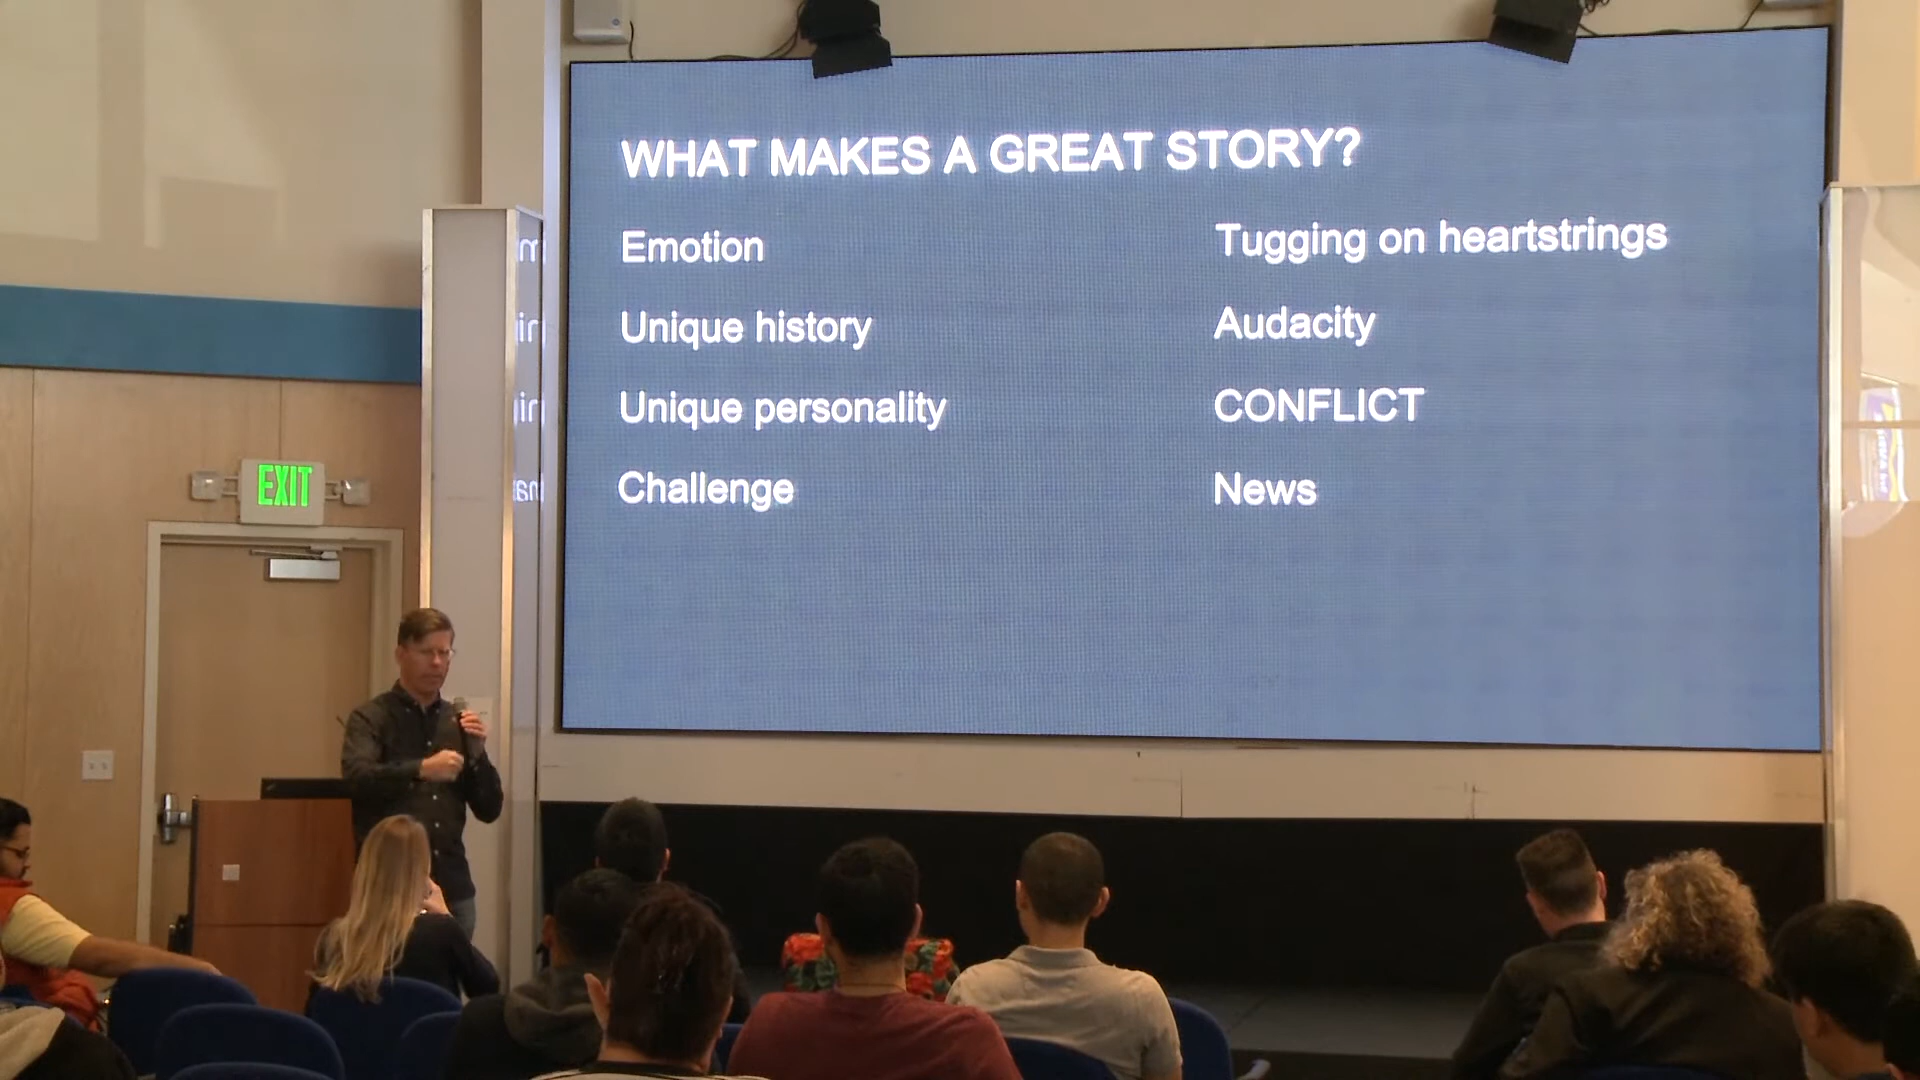 WHAT MAKES A GREAT STORY?
Emotion
Unique history
Unique personality
Challenge
Tugging on heartstrings
Audacity
CONFLICT
News
EXIT